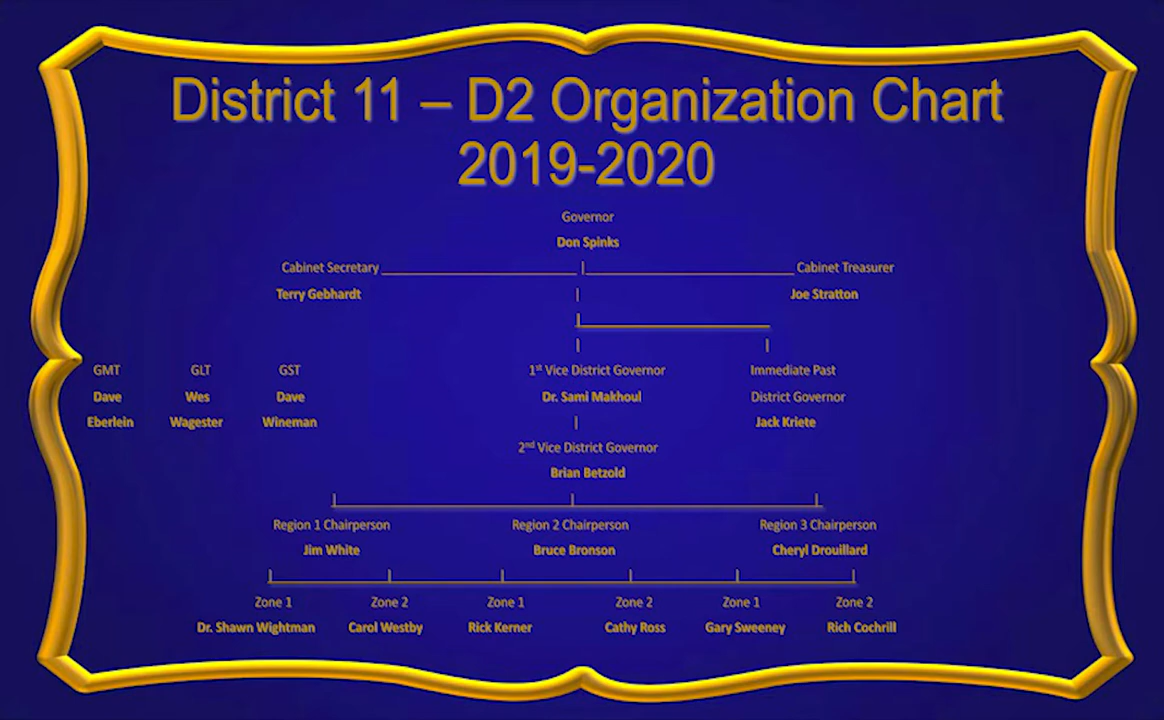 District 11 – D2 Organization Chart
2019-2020
Governor
Don Spinks
Cabinet Secretary Cabinet Treasurer
Terry Gebhardt Joe Stratton
GMT GLT GST 1st Vice District Governor Immediate Past
Dave Wes Dave Dr. Sami Makhoul District Governor
Eberlein Wagester Wineman Jack Kriete
2nd Vice District Governor
Brian Betzold
Region 1 Chairperson Region 2 Chairperson Region 3 Chairperson
Jim White Bruce Bronson Cheryl Drouillard
Zone 1 Zone 2 Zone 1 Zone 2 Zone 1 Zone 2
Dr. Shawn Wightman Carol Westby Rick Kerner Cathy Ross Gary Sweeney Rich Cochrill